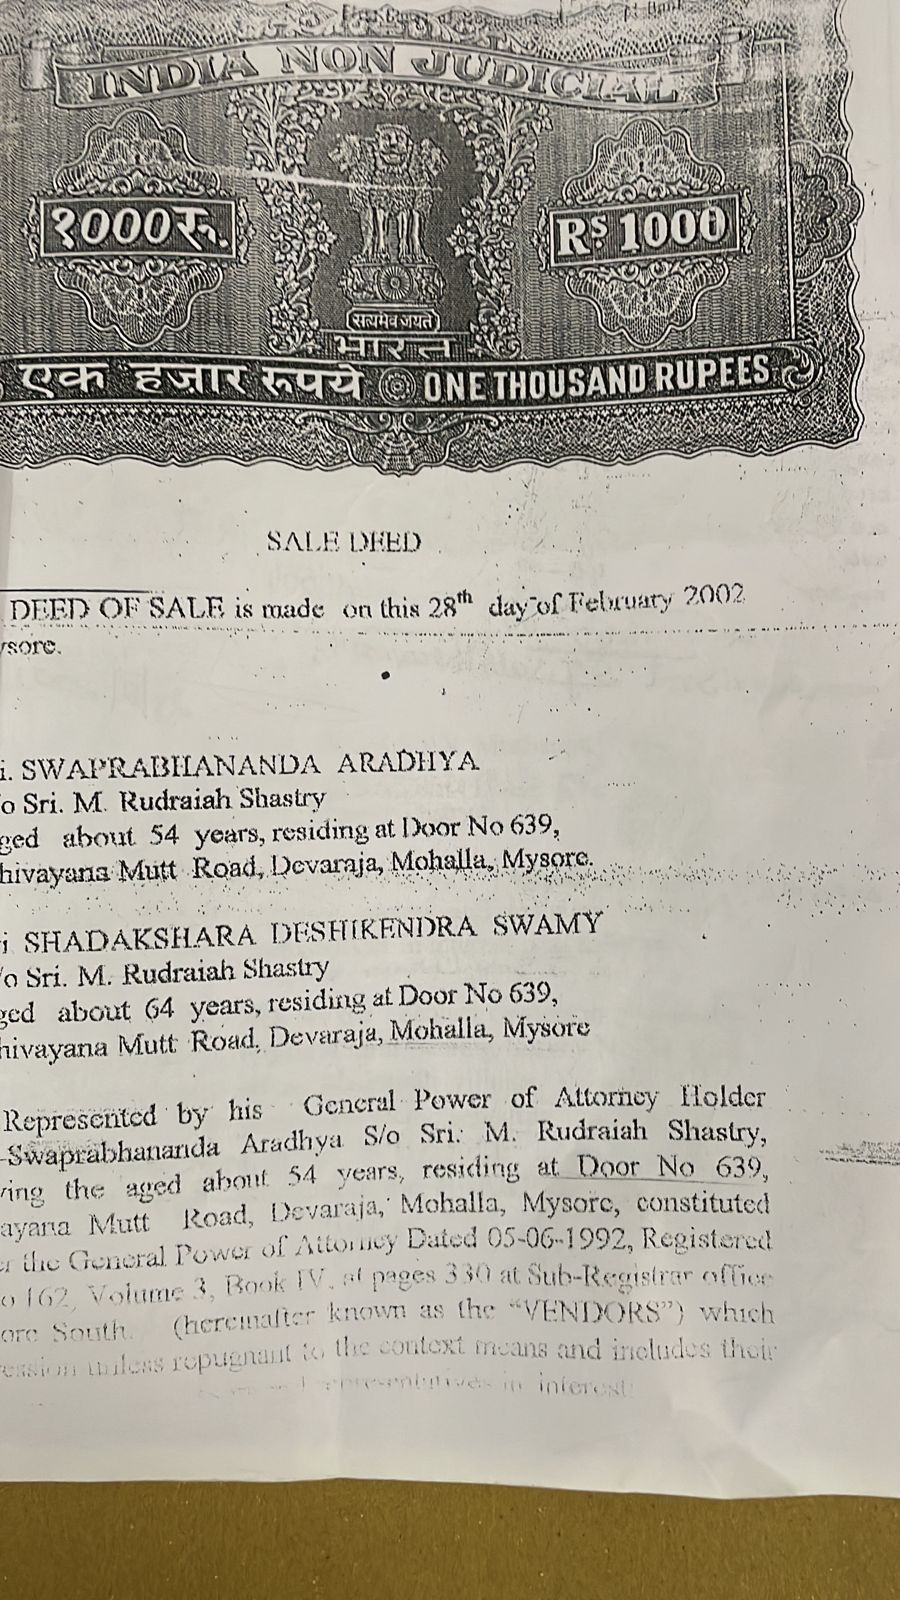 INDIA NON JUDICIAL
१000रु.
Rs 1000
सत्यमेव जयते
भारत
एक हजार रूपये ONE THOUSAND RUPEES
SALE DEED
DEED OF SALE is made on this 28th day of February 2002
ysore.
i. SWAPRABHANANDA ARADHYA
/o Sri. M. Rudraiah Shastry
ged about 54 years, residing at Door No 639,
hivayana Mutt Road, Devaraja, Mohalla, Mysore.
i SHADAKSHARA DESHIKENDRA SWAMY
/o Sri. M. Rudraiah Shastry
ged about 64 years, residing at Door No 639,
hivayana Mutt Road, Devaraja, Mohalla, Mysore
Represented by his General Power of Attorney Holder
Swaprabhananda Aradhya S/o Sri. M. Rudraiah Shastry,
ving the aged about 54 years, residing at Door No 639,
ayana Mutt Road, Devaraja, Mohalla, Mysore, constituted
er the General Power of Attorney Dated 05-06-1992, Registered
o 162, Volume 3, Book IV, at pages 330 at Sub-Registrar office
ore South. (hereinafter known as the "VENDORS") which
ession unless repugnant to the context means and includes their
representatives in interest